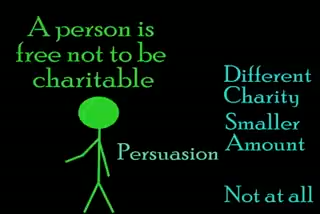 A person is
free not to be
charitable
Persuasion
Different
Charity
Smaller
Amount
Not at all